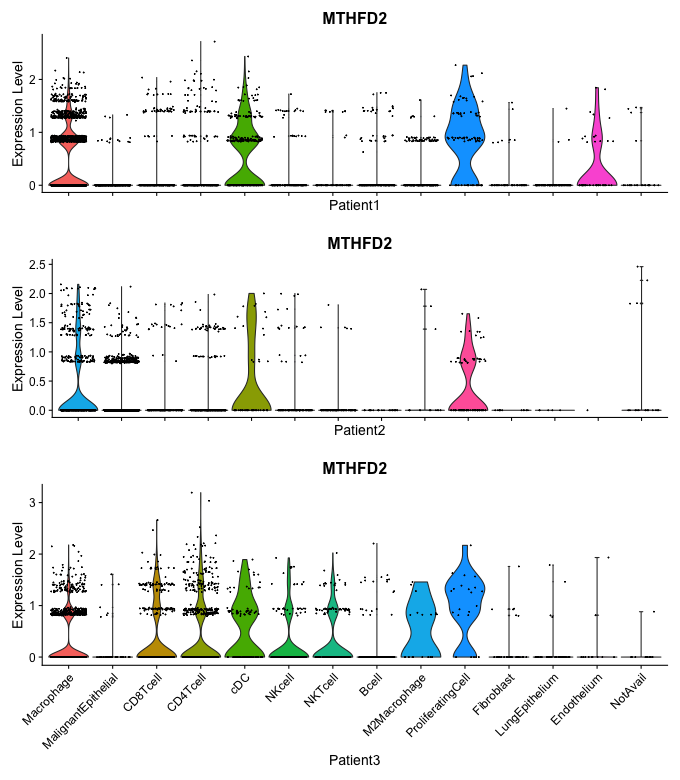 MTHFD2
Expression Level
2
1
0
Patient1
MTHFD2
Expression Level
2.5
2.0
1.5
1.0
0.5
0.0
Patient2
MTHFD2
Expression Level
3
2
1
0
Macrophage
MalignantEpithelial
CD8Tcell
CD4Tcell
cDC
NKcell
NKTcell
Bcell
M2Macrophage
ProliferatingCell
Fibroblast
LungEpithelium
Endothelium
NotAvail
Patient3